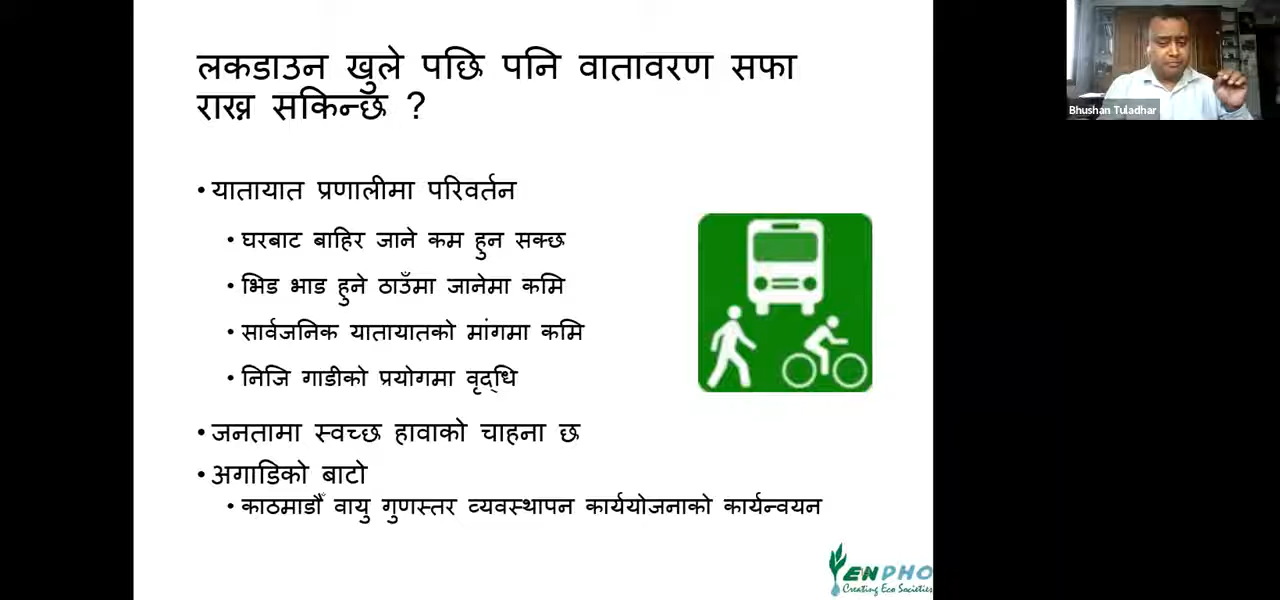 लकडाउन खुले पछि पनि वातावरण सफा
राख्न सकिन्छ ?
• यातायात प्रणालीमा परिवर्तन
• घरबाट बाहिर जाने कम हुन सक्छ
• भिड भाड हुने ठाउँमा जानेमा कमि
• सार्वजनिक यातायातको मांगमा कमि
• निजि गाडीको प्रयोगमा वृद्धि
• जनतामा स्वच्छ हावाको चाहना छ
• अगाडिको बाटो
• काठमाडौँ वायु गुणस्तर व्यवस्थापन कार्ययोजनाको कार्यन्वयन
ENPHO
Creating Eco Societies
Bhushan Tuladhar